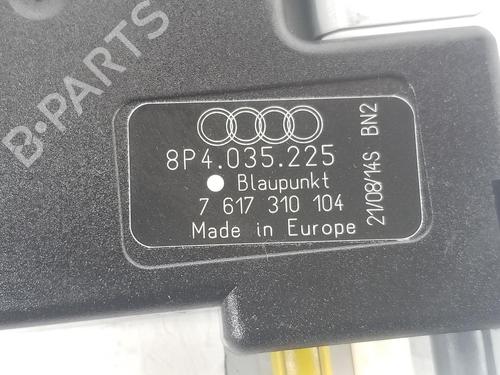 8P4.035.225
Blaupunkt
7 617 310 104
Made in Europe
21/08/14S BN2
B-PARTS